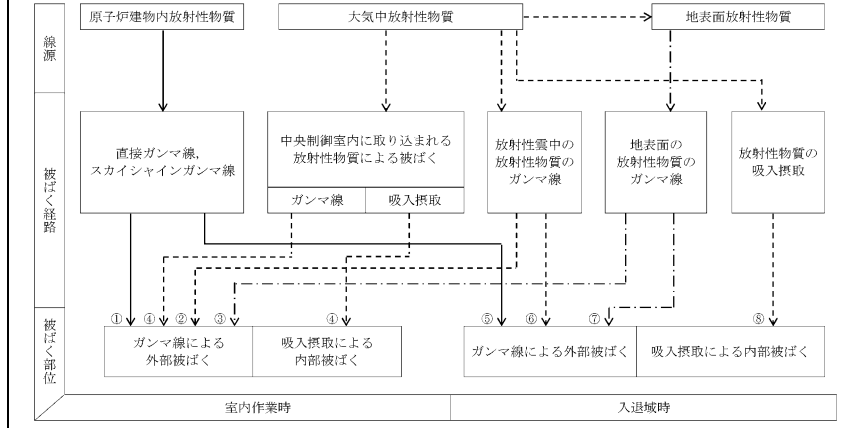 線源
原子炉建物内放射性物質
大気中放射性物質
地表面放射性物質
被ばく経路
直接ガンマ線,
スカイシャインガンマ線
中央制御室内に取り込まれる
放射性物質による被ばく
ガンマ線
吸入摂取
放射性雲中の
放射性物質の
ガンマ線
地表面の
放射性物質の
ガンマ線
放射性物質の
吸入摂取
被ばく部位
①
④
②
③
④
⑤
⑥
⑦
⑧
ガンマ線による
外部被ばく
吸入摂取による
内部被ばく
ガンマ線による外部被ばく
吸入摂取による内部被ばく
室内作業時
入退域時